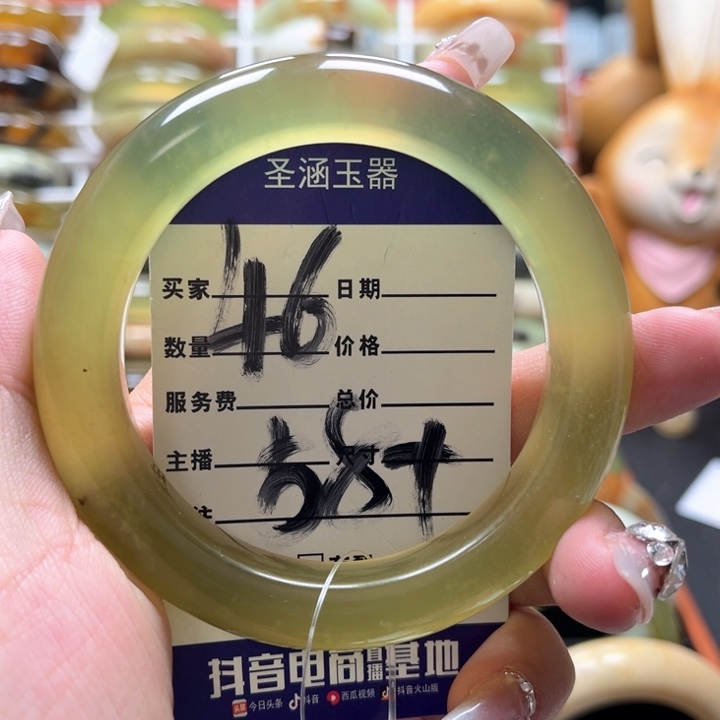 圣涵玉器
46
买家 日期
数量 价格
服务费 总价
主播 尺寸
58+
注
抖音电商直播基地
今日头条 抖音 西瓜视频 抖音火山版